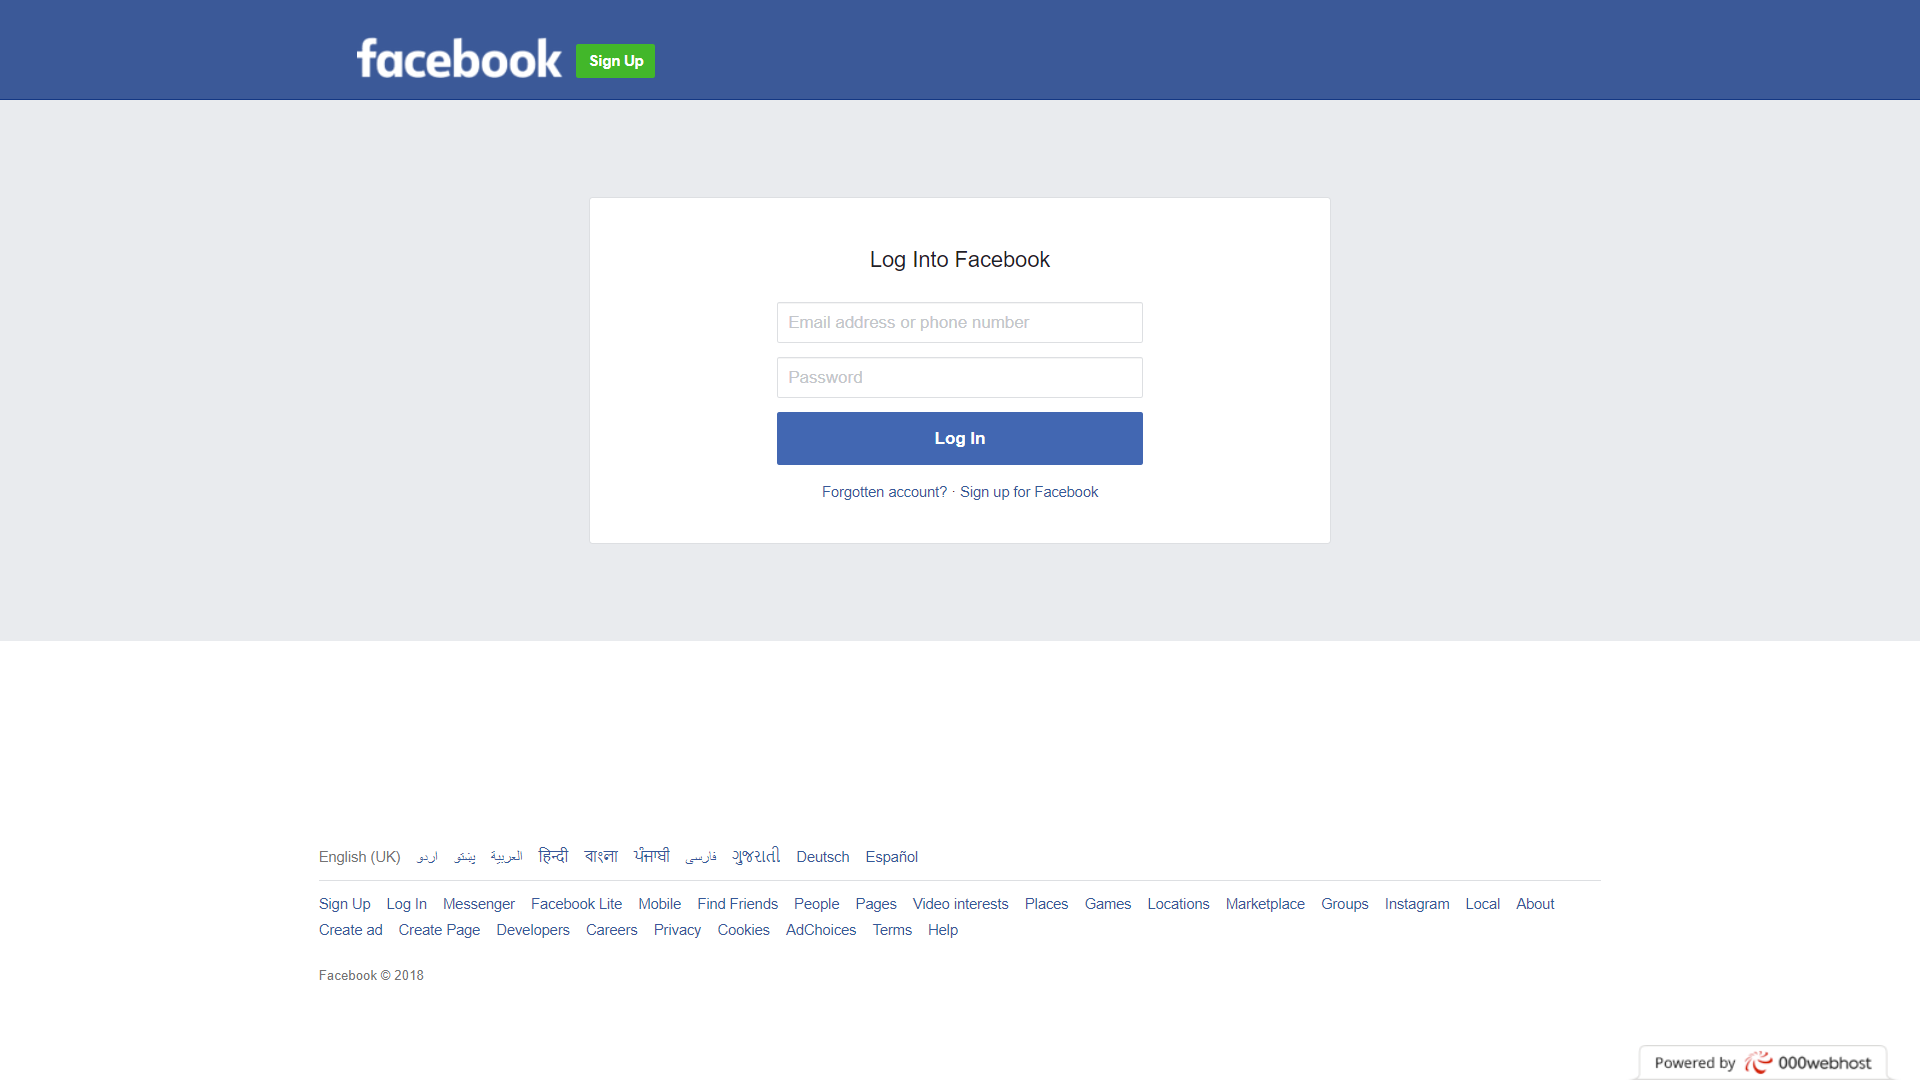 facebook Sign Up
Log Into Facebook
Email address or phone number
Password
Log In
Forgotten account? · Sign up for Facebook
English (UK) اردو پښتو العربية हिन्दी বাংলা ਪੰਜਾਬੀ فارسی ગુજરાતી Deutsch Español
Sign Up Log In Messenger Facebook Lite Mobile Find Friends People Pages Video interests Places Games Locations Marketplace Groups Instagram Local About
Create ad Create Page Developers Careers Privacy Cookies AdChoices Terms Help
Facebook © 2018
Powered by 000webhost